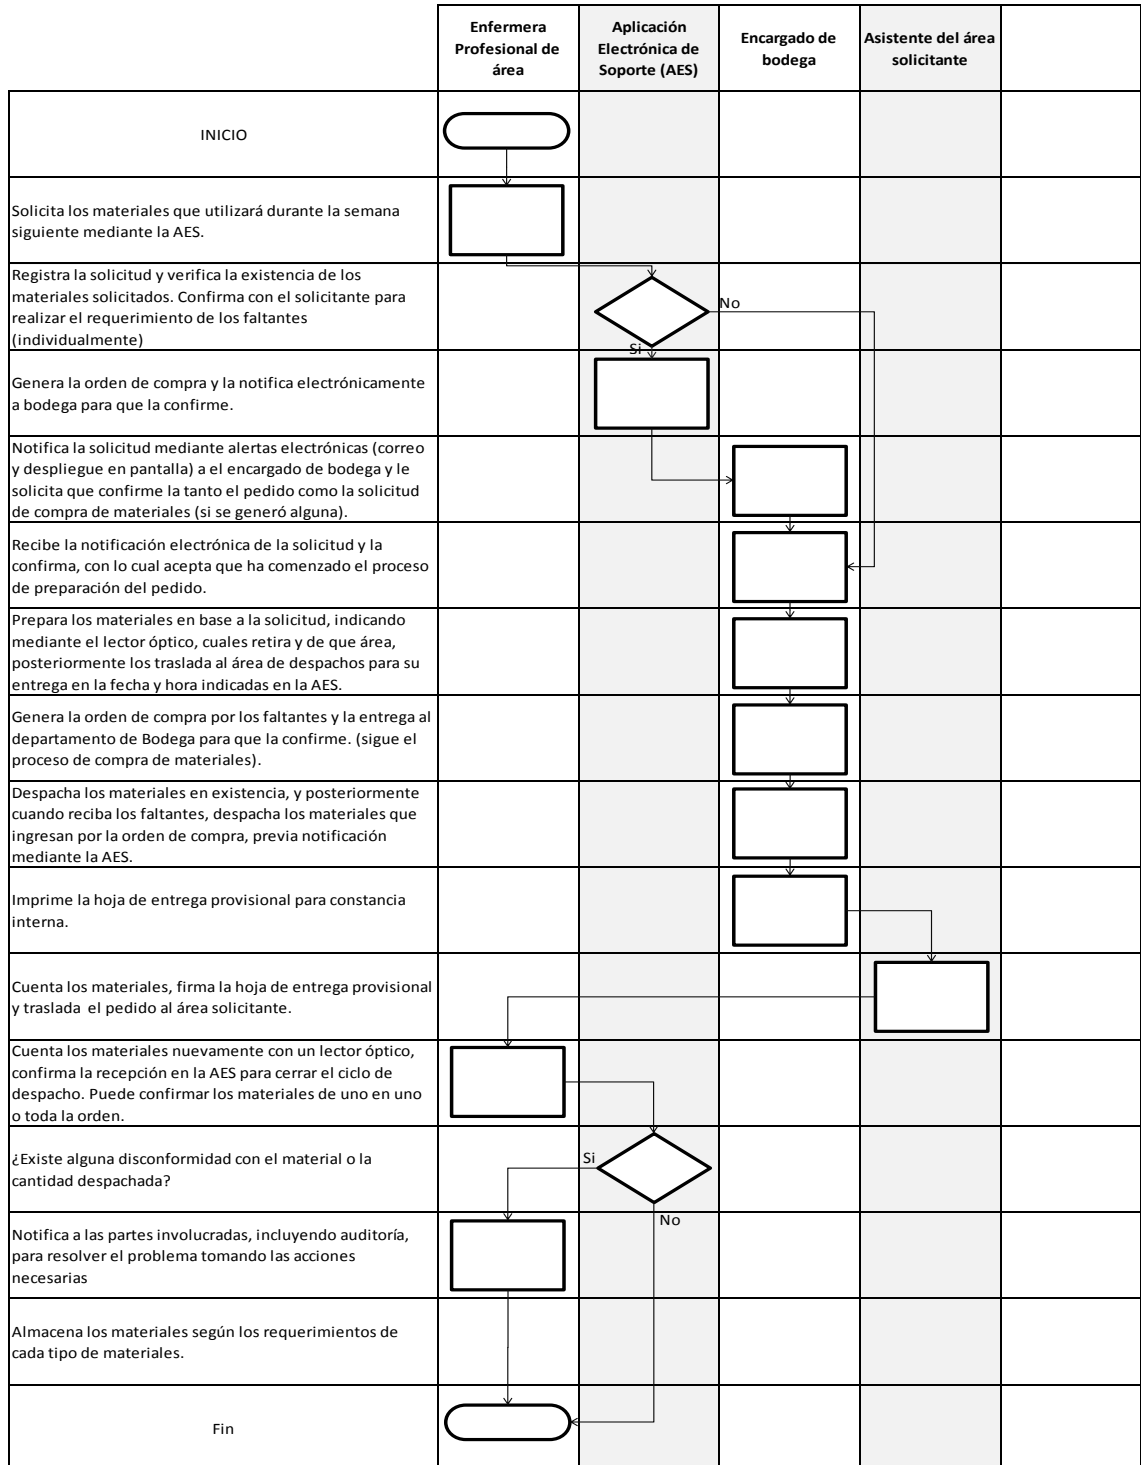 Enfermera
Profesional de
área
Aplicación
Electrónica de
Soporte (AES)
Encargado de
bodega
Asistente del área
solicitante
INICIO
Solicita los materiales que utilizará durante la semana
siguiente mediante la AES.
Registra la solicitud y verifica la existencia de los
materiales solicitados. Confirma con el solicitante para
realizar el requerimiento de los faltantes
(individualmente)
No
Si
Genera la orden de compra y la notifica electrónicamente
a bodega para que la confirme.
Notifica la solicitud mediante alertas electrónicas (correo
y despliegue en pantalla) a el encargado de bodega y le
solicita que confirme la tanto el pedido como la solicitud
de compra de materiales (si se generó alguna).
Recibe la notificación electrónica de la solicitud y la
confirma, con lo cual acepta que ha comenzado el proceso
de preparación del pedido.
Prepara los materiales en base a la solicitud, indicando
mediante el lector óptico, cuales retira y de que área,
posteriormente los traslada al área de despachos para su
entrega en la fecha y hora indicadas en la AES.
Genera la orden de compra por los faltantes y la entrega al
departamento de Bodega para que la confirme. (sigue el
proceso de compra de materiales).
Despacha los materiales en existencia, y posteriormente
cuando reciba los faltantes, despacha los materiales que
ingresan por la orden de compra, previa notificación
mediante la AES.
Imprime la hoja de entrega provisional para constancia
interna.
Cuenta los materiales, firma la hoja de entrega provisional
y traslada el pedido al área solicitante.
Cuenta los materiales nuevamente con un lector óptico,
confirma la recepción en la AES para cerrar el ciclo de
despacho. Puede confirmar los materiales de uno en uno
o toda la orden.
¿Existe alguna disconformidad con el material o la
cantidad despachada?
Si
No
Notifica a las partes involucradas, incluyendo auditoría,
para resolver el problema tomando las acciones
necesarias
Almacena los materiales según los requerimientos de
cada tipo de materiales.
Fin